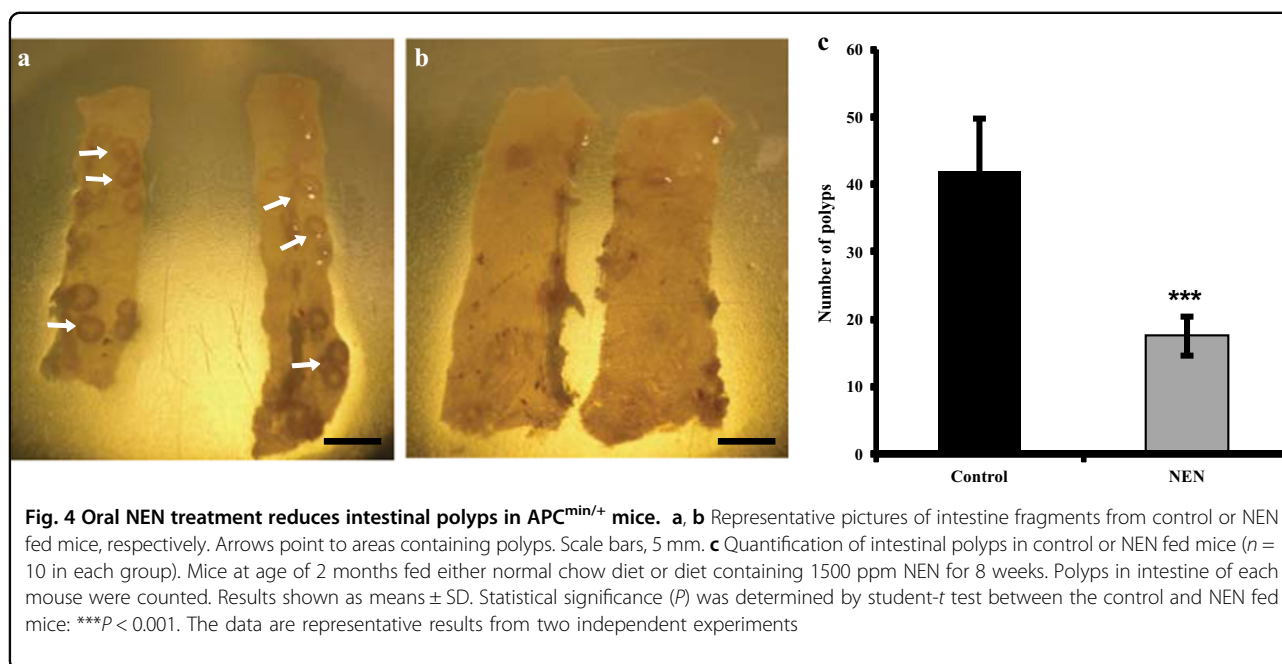 a
b
c
60
50
40
30
20
10
0
Number of polyps
***
Control
NEN
Fig. 4 Oral NEN treatment reduces intestinal polyps in APCmin/+ mice. a, b Representative pictures of intestine fragments from control or NEN
fed mice, respectively. Arrows point to areas containing polyps. Scale bars, 5 mm. c Quantification of intestinal polyps in control or NEN fed mice (n =
10 in each group). Mice at age of 2 months fed either normal chow diet or diet containing 1500 ppm NEN for 8 weeks. Polyps in intestine of each
mouse were counted. Results shown as means ± SD. Statistical significance (P) was determined by student-t test between the control and NEN fed
mice: ***P < 0.001. The data are representative results from two independent experiments